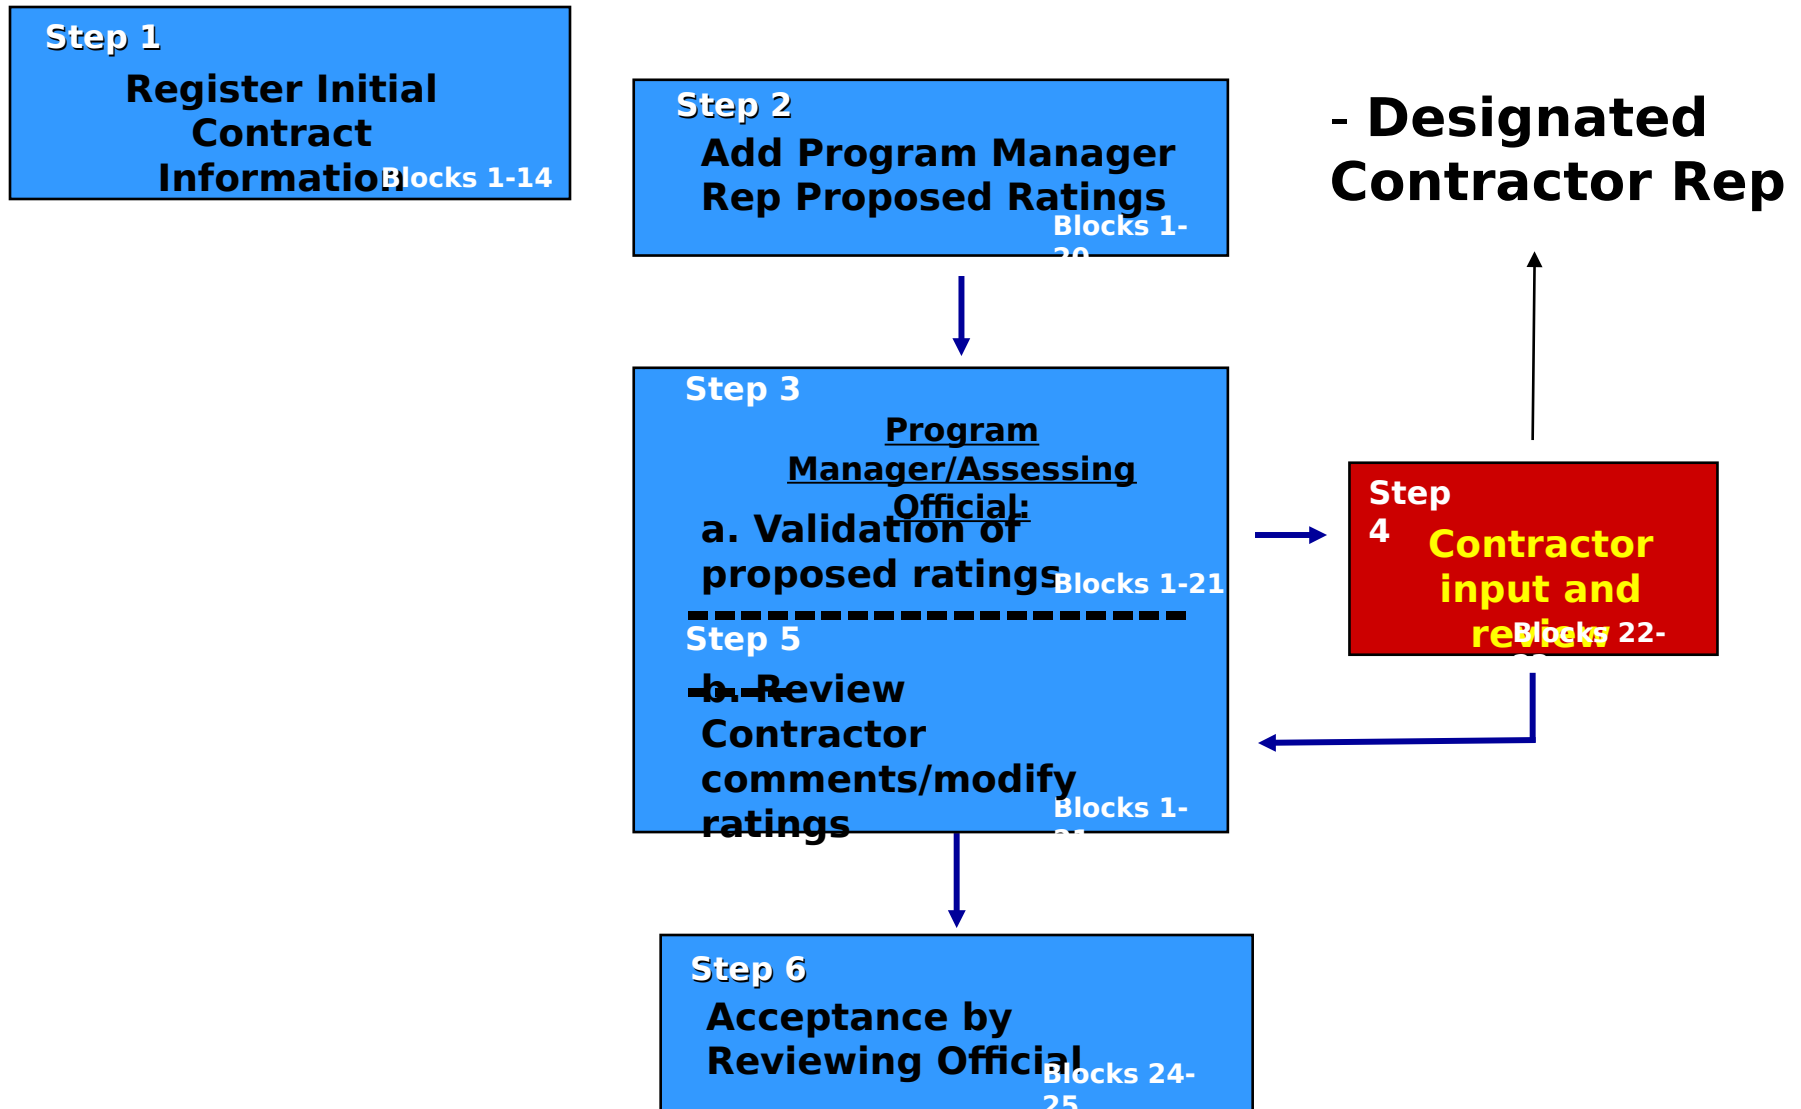 Step 1
Register Initial
Contract
Information
Blocks 1-14
Step 2
Add Program Manager
Rep Proposed Ratings
Blocks 1-
20
- Designated
Contractor Rep
Step 3
Program
Manager/Assessing
Official:
a. Validation of
proposed ratings
Blocks 1-21
Step 5
b. Review
Contractor
comments/modify
ratings
Blocks 1-
21
Step
4
Contractor
input and
review
Blocks 22-
Step 6
Acceptance by
Reviewing Official
Blocks 24-
25